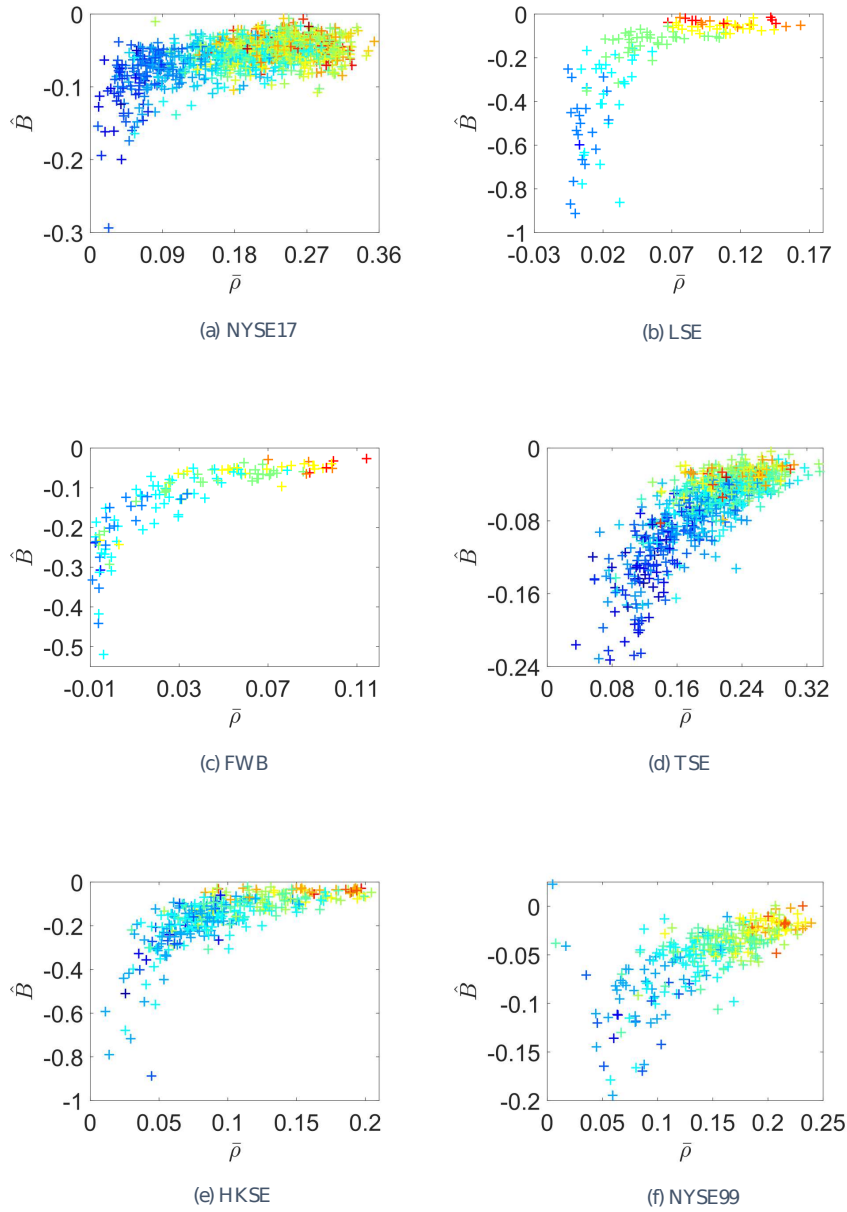 0
-0.1
-0.2
-0.3
B̂
0 0.09 0.18 0.27 0.36
ρ̄
(a) NYSE17
0
-0.2
-0.4
-0.6
-0.8
-1
B̂
-0.03 0.02 0.07 0.12 0.17
ρ̄
(b) LSE
0
-0.1
-0.2
-0.3
-0.4
-0.5
B̂
-0.01 0.03 0.07 0.11
ρ̄
(c) FWB
0
-0.08
-0.16
-0.24
B̂
0 0.08 0.16 0.24 0.32
ρ̄
(d) TSE
0
-0.2
-0.4
-0.6
-0.8
-1
B̂
0 0.05 0.1 0.15 0.2
ρ̄
(e) HKSE
0
-0.05
-0.1
-0.15
-0.2
B̂
0 0.05 0.1 0.15 0.2 0.25
ρ̄
(f) NYSE99